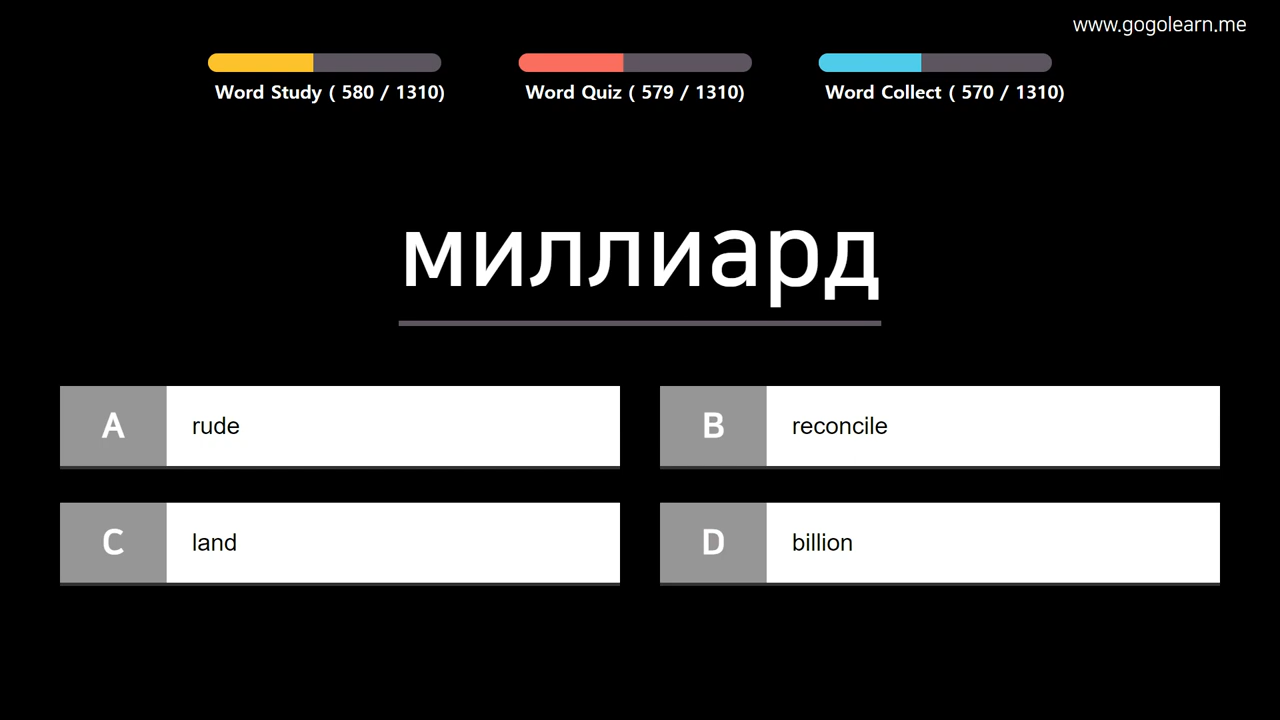 www.gogolearn.me
Word Study ( 580 / 1310)
Word Quiz ( 579 / 1310)
Word Collect ( 570 / 1310)
миллиард
A rude
B reconcile
C land
D billion